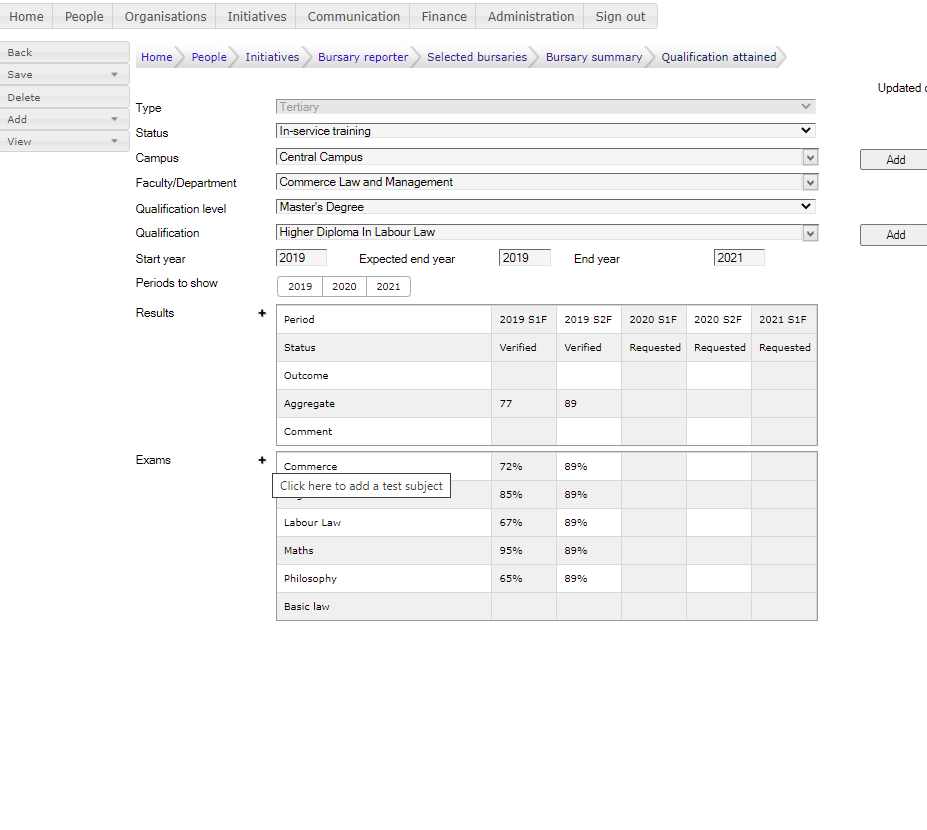 Home People Organisations Initiatives Communication Finance Administration Sign out
Back
Save
Delete
Add
View
Home People Initiatives Bursary reporter Selected bursaries Bursary summary Qualification attained
Updated
Type Tertiary
Status In-service training
Campus Central Campus Add
Faculty/Department Commerce Law and Management
Qualification level Master's Degree
Qualification Higher Diploma In Labour Law Add
Start year 2019 Expected end year 2019 End year 2021
Periods to show 2019 2020 2021
Results + Period 2019 S1F 2019 S2F 2020 S1F 2020 S2F 2021 S1F
Status Verified Verified Requested Requested Requested
Outcome
Aggregate 77 89
Comment
Exams + Commerce 72% 89%
Click here to add a test subject
85% 89%
Labour Law 67% 89%
Maths 95% 89%
Philosophy 65% 89%
Basic law